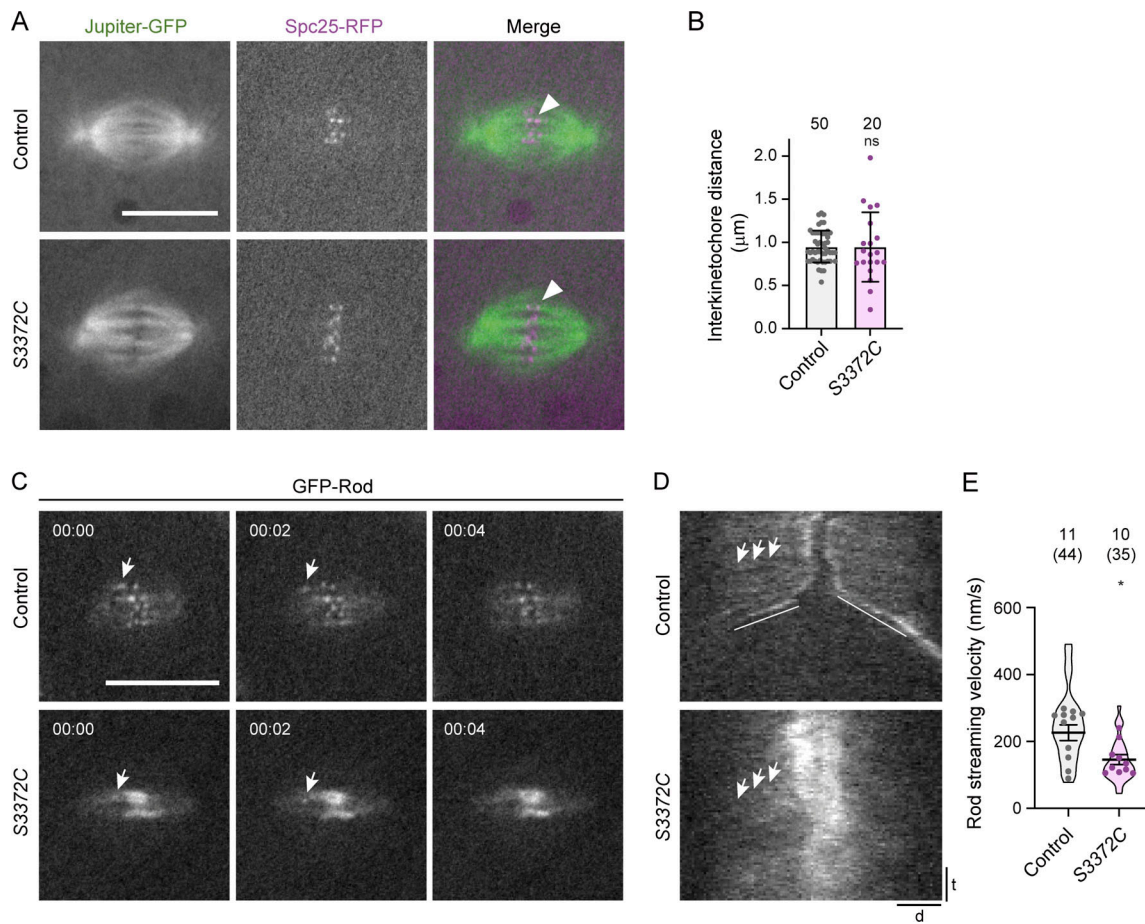 A
Jupiter-GFP
Spc25-RFP
Merge
Control
S3372C
B
50
20
ns
Interkinetochore distance
(μm)
2.0
1.5
1.0
0.5
0.0
Control
S3372C
C
GFP-Rod
Control
00:00
00:02
00:04
S3372C
00:00
00:02
00:04
D
Control
S3372C
t
d
E
11
(44)
10
(35)
*
Rod streaming velocity (nm/s)
600
400
200
0
Control
S3372C